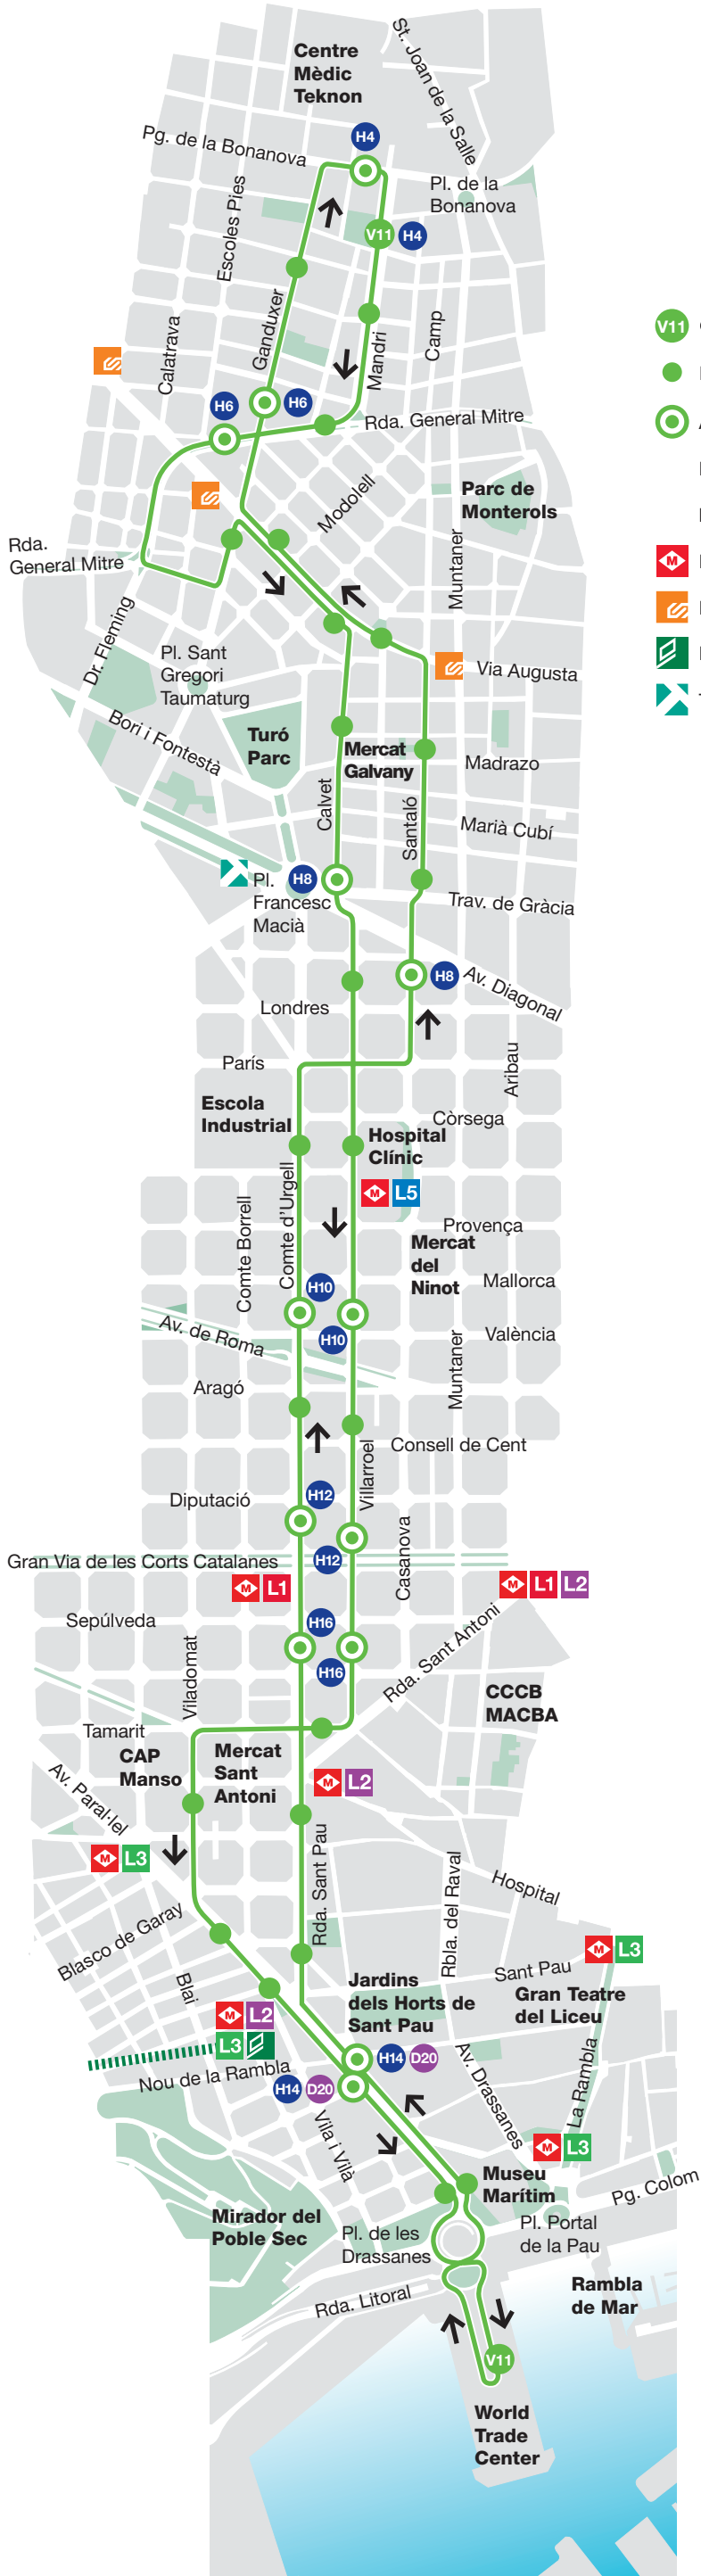 Centre
Mèdic
Teknon
St. Joan de la Salle
H4
Pg. de la Bonanova
Pl. de la
Bonanova
Escoles Pies
V11
H4
Ganduxer
Mandri
Camp
Calatrava
V11
H6
H6
Rda. General Mitre
Modolell
Parc de
Monterols
Rda.
General Mitre
Muntaner
Dr. Fleming
Pl. Sant
Gregori
Taumaturg
Via Augusta
Bori i Fontestà
Turó
Parc
Mercat
Galvany
Madrazo
Calvet
Santaló
Marià Cubí
H8
Pl.
Francesc
Macià
Trav. de Gràcia
H8
Av. Diagonal
Londres
París
Aribau
Escola
Industrial
Còrsega
Hospital
Clínic
M L5
Comte Borrell
Comte d'Urgell
Provença
Mercat
del
Ninot
H10
Mallorca
H10
València
Av. de Roma
Muntaner
Aragó
Consell de Cent
Villarroel
H12
Diputació
Casanova
H12
Gran Via de les Corts Catalanes
M L1
M L1 L2
Sepúlveda
H16
H16
Rda. Sant Antoni
Viladomat
CCCB
MACBA
Tamarit
CAP
Manso
Mercat
Sant
Antoni
Av. Paral·lel
M L2
M L3
Rda. Sant Pau
Rbla. del Raval
Hospital
Blasco de Garay
M L3
Sant Pau
Blai
Jardins
dels Horts de
Sant Pau
Gran Teatre
del Liceu
M L2
L3
H14 D20
Nou de la Rambla
H14 D20
Av. Drassanes
La Rambla
Vila i Vilà
M L3
Museu
Marítim
Pg. Colom
Mirador del
Poble Sec
Pl. de les
Drassanes
Pl. Portal
de la Pau
Rambla
de Mar
Rda. Litoral
V11
World
Trade
Center
M